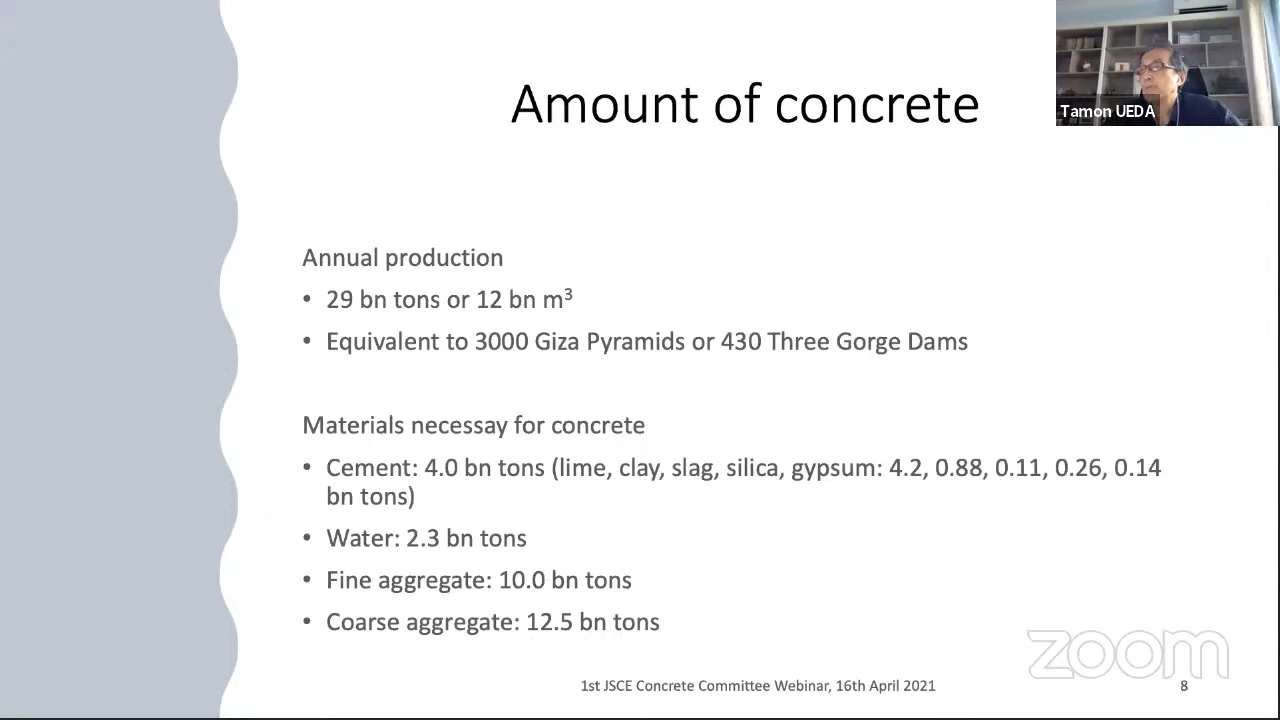 Amount of concrete
Tamon UEDA
Annual production
• 29 bn tons or 12 bn m³
• Equivalent to 3000 Giza Pyramids or 430 Three Gorge Dams
Materials necessay for concrete
• Cement: 4.0 bn tons (lime, clay, slag, silica, gypsum: 4.2, 0.88, 0.11, 0.26, 0.14
bn tons)
• Water: 2.3 bn tons
• Fine aggregate: 10.0 bn tons
• Coarse aggregate: 12.5 bn tons
zoom
1st JSCE Concrete Committee Webinar, 16th April 2021
8